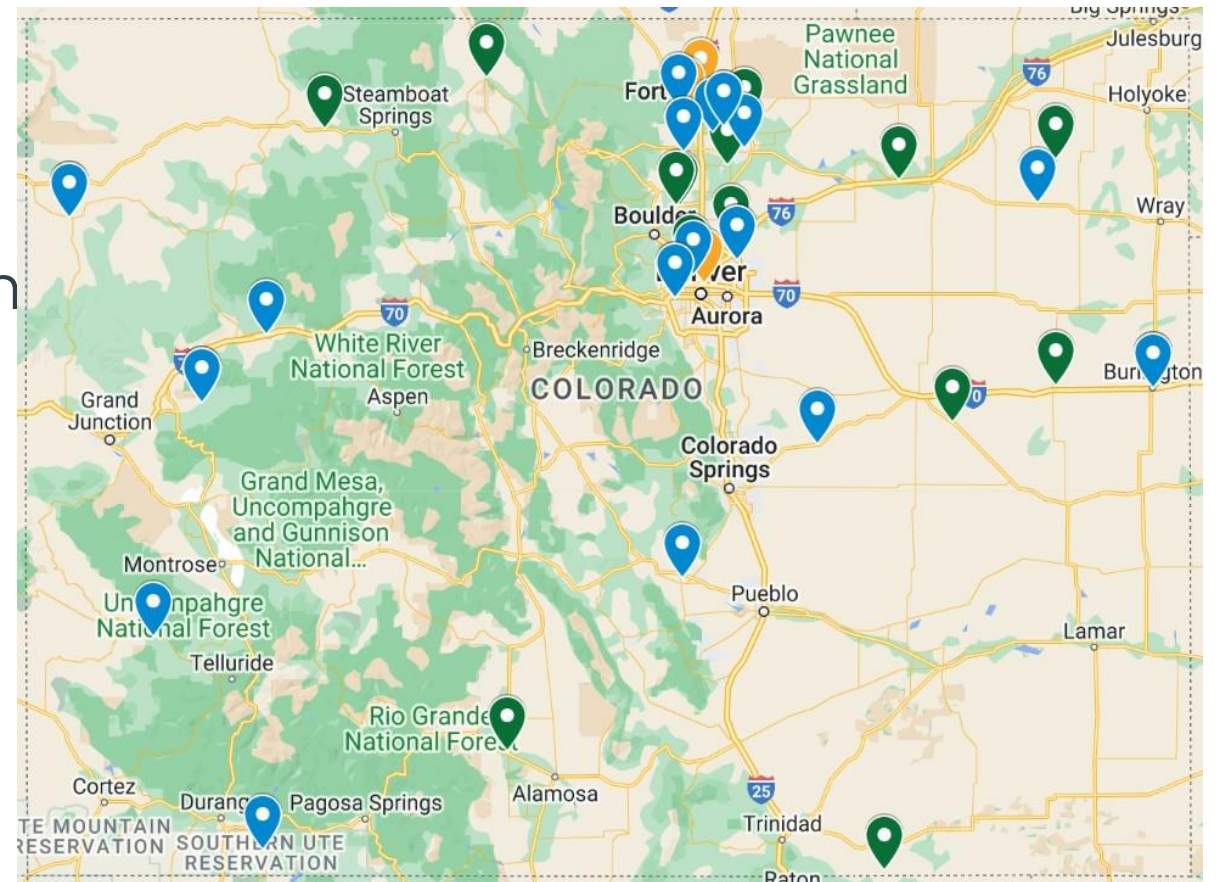 Big Springs
Julesburg
Pawnee
National
Grassland
76
Holyoke
Fort
Steamboat
Springs
Boulder
76
Wray
70
70
Aurora
White River
National Forest
Breckenridge
Burlington
Aspen
COLORADO
Grand
Junction
Colorado
Springs
Grand Mesa,
Uncompahgre
and Gunnison
National...
Montrose
Pueblo
Uncompahgre
National Forest
Lamar
Telluride
Rio Grande
National Forest
Cortez
Durango
Pagosa Springs
Alamosa
25
Trinidad
TE MOUNTAIN
RESERVATION
SOUTHERN UTE
RESERVATION
Raton
n